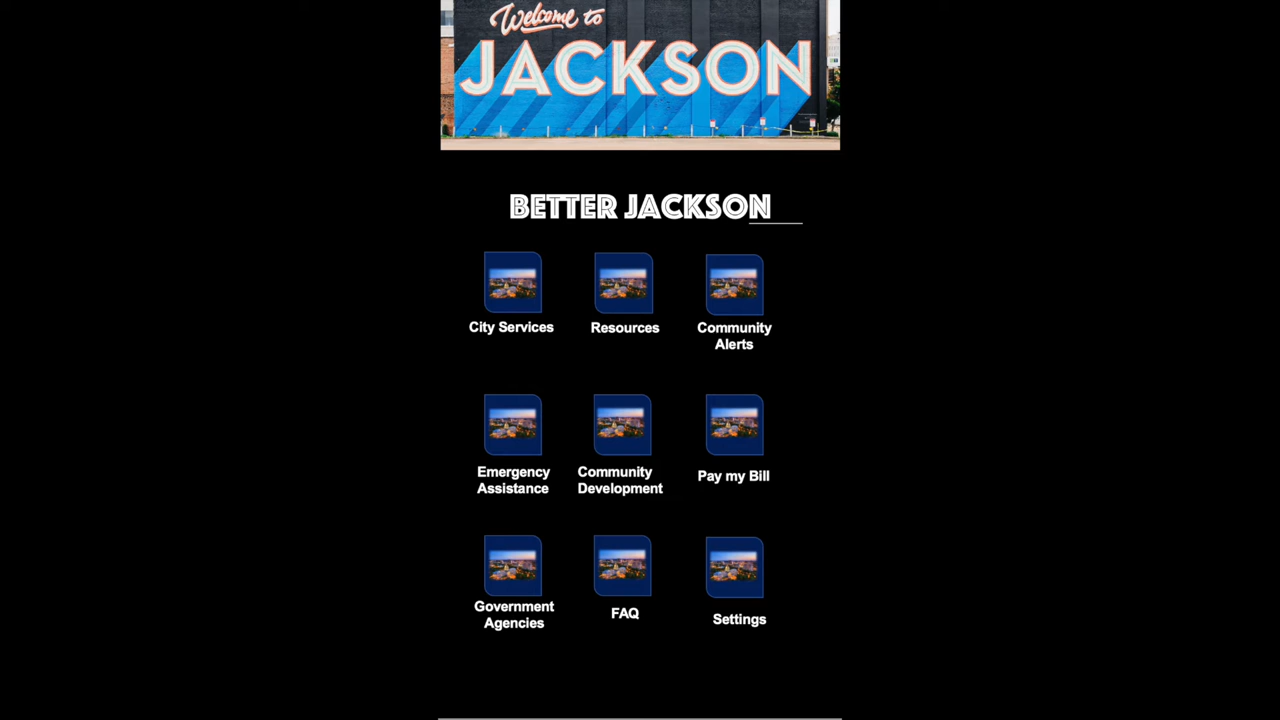 Welcome to
JACKSON
BETTER JACKSON
City Services
Resources
Community
Alerts
Emergency
Assistance
Community
Development
Pay my Bill
Government
Agencies
FAQ
Settings